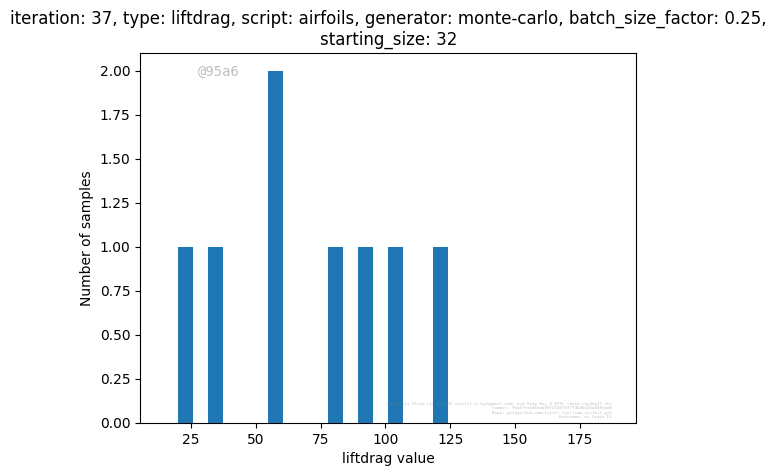 iteration: 37, type: liftdrag, script: airfoils, generator: monte-carlo, batch_size_factor: 0.25,
starting_size: 32
@95a6
2.00
1.75
1.50
1.25
1.00
0.75
0.50
0.25
0.00
Number of samples
25 50 75 100 125 150 175
liftdrag value